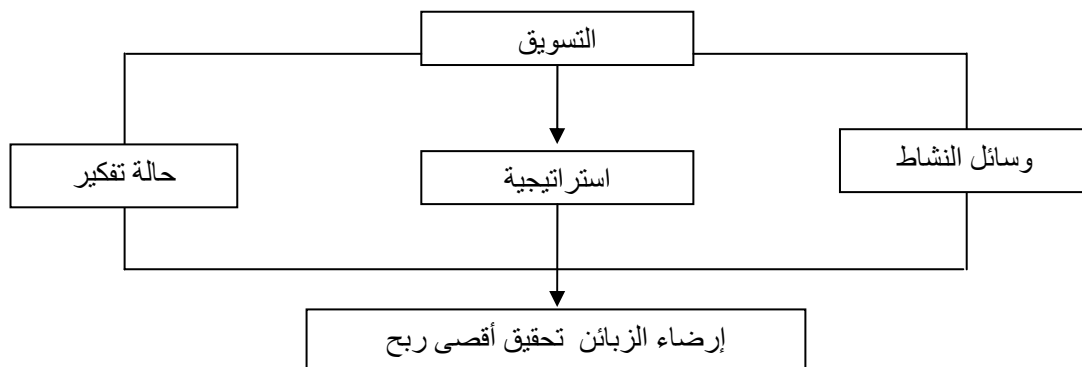 التسويق
وسائل النشاط
استراتيجية
حالة تفكير
إرضاء الزبائن تحقيق أقصى ربح